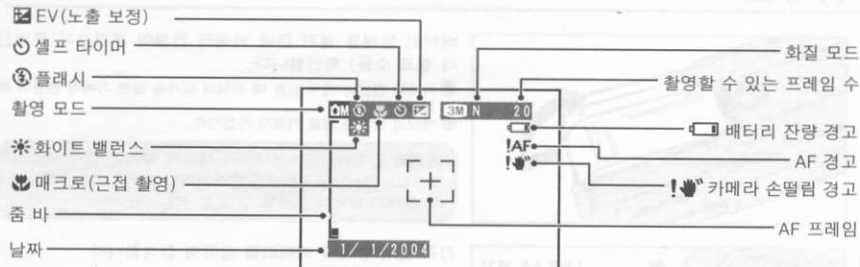 EV(노출 보정)
셀프 타이머
플래시
촬영 모드
화이트 밸런스
매크로(근접 촬영)
줌 바
날짜
M
3M N 20
!AF
1/ 1/2004
화질 모드
촬영할 수 있는 프레임 수
배터리 잔량 경고
AF 경고
! 카메라 손떨림 경고
AF 프레임